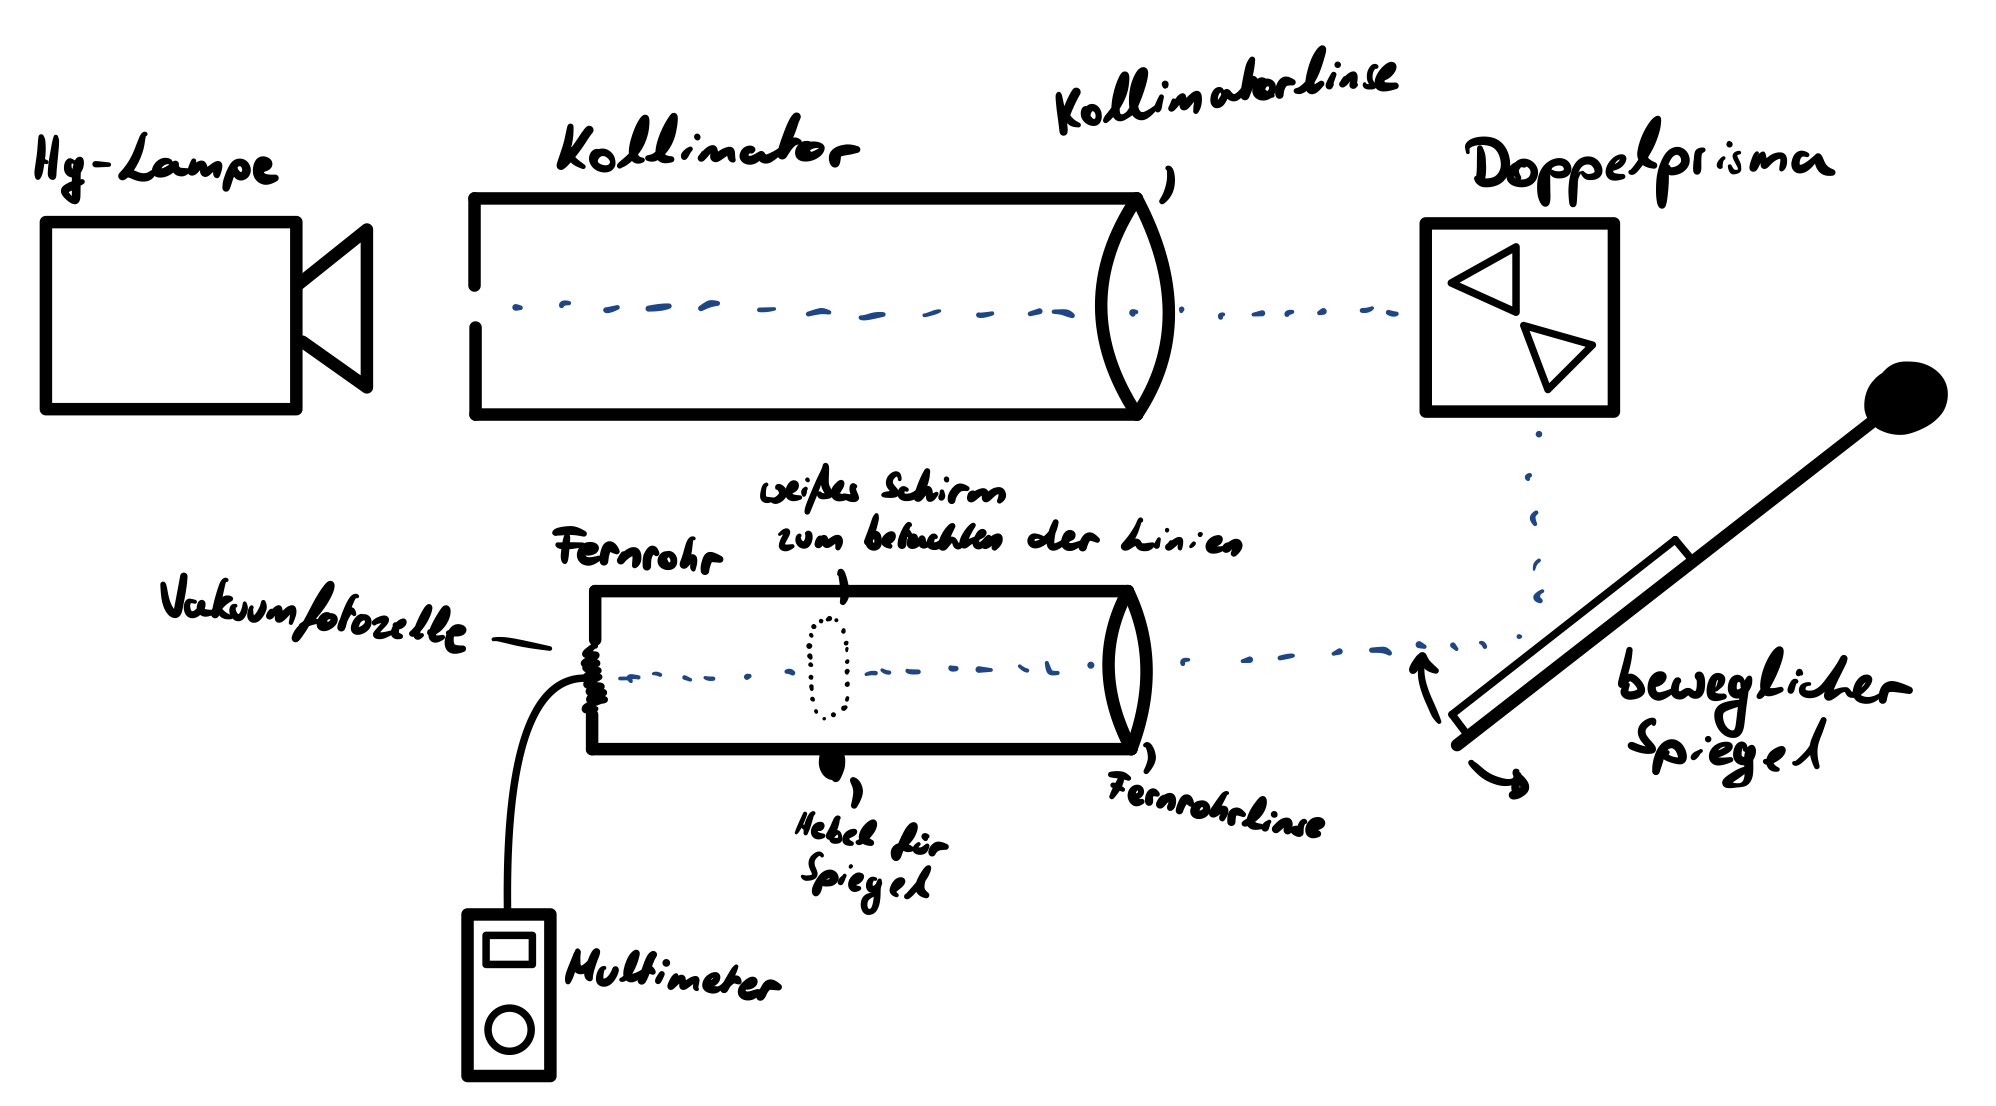 Kollimatorlinse
Hg-Lampe
Kollimator
Doppelprisma
weißes Schirm
zum betrachten der Linien
Fernrohr
Vakuumfotozelle
beweglicher
Spiegel
Fernrohrlinse
Hebel für
Spiegel
Multimeter